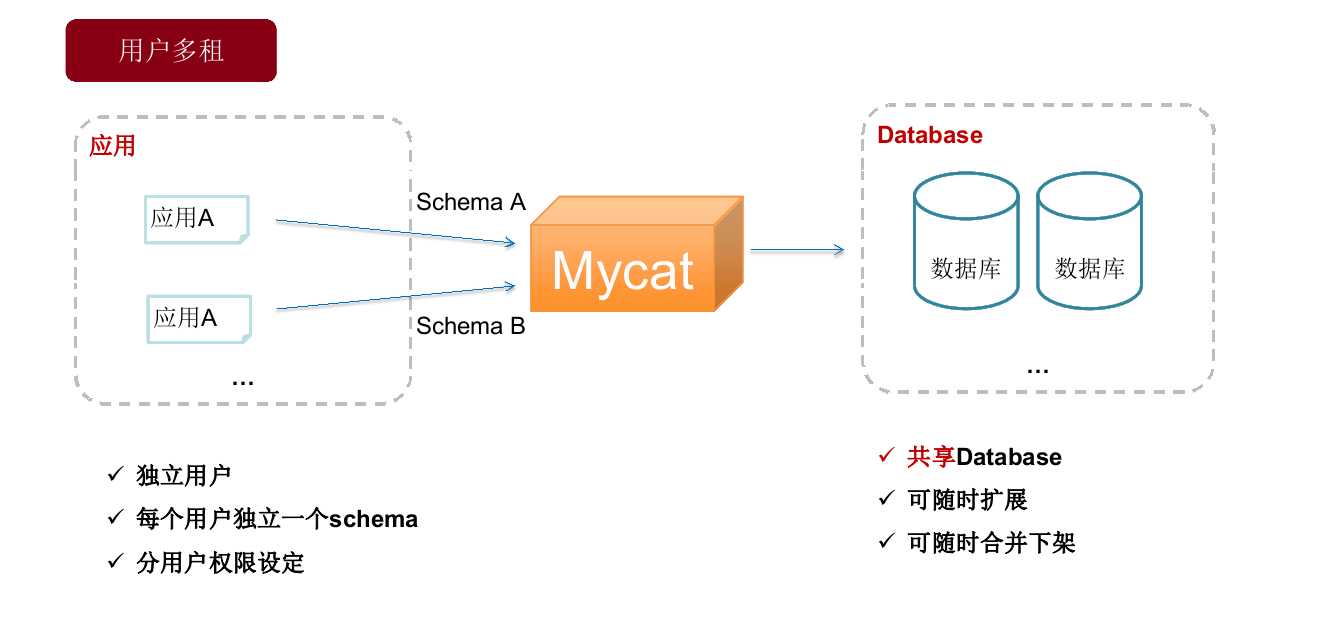 用户多租
应用
应用A
应用A
...
Schema A
Schema B
Mycat
Database
数据库 数据库
...
独立用户
每个用户独立一个schema
分用户权限设定
共享Database
可随时扩展
可随时合并下架